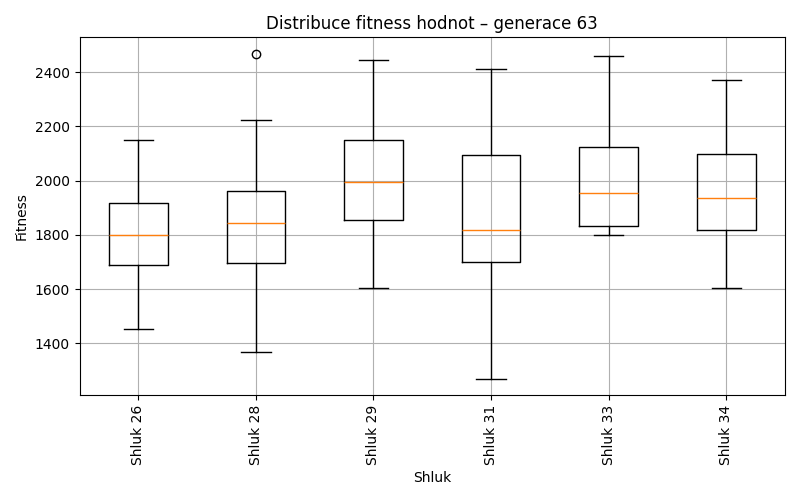 Distribuce fitness hodnot – generace 63
Fitness
2400
2200
2000
1800
1600
1400
Shluk 26
Shluk 28
Shluk 29
Shluk 31
Shluk 33
Shluk 34
Shluk